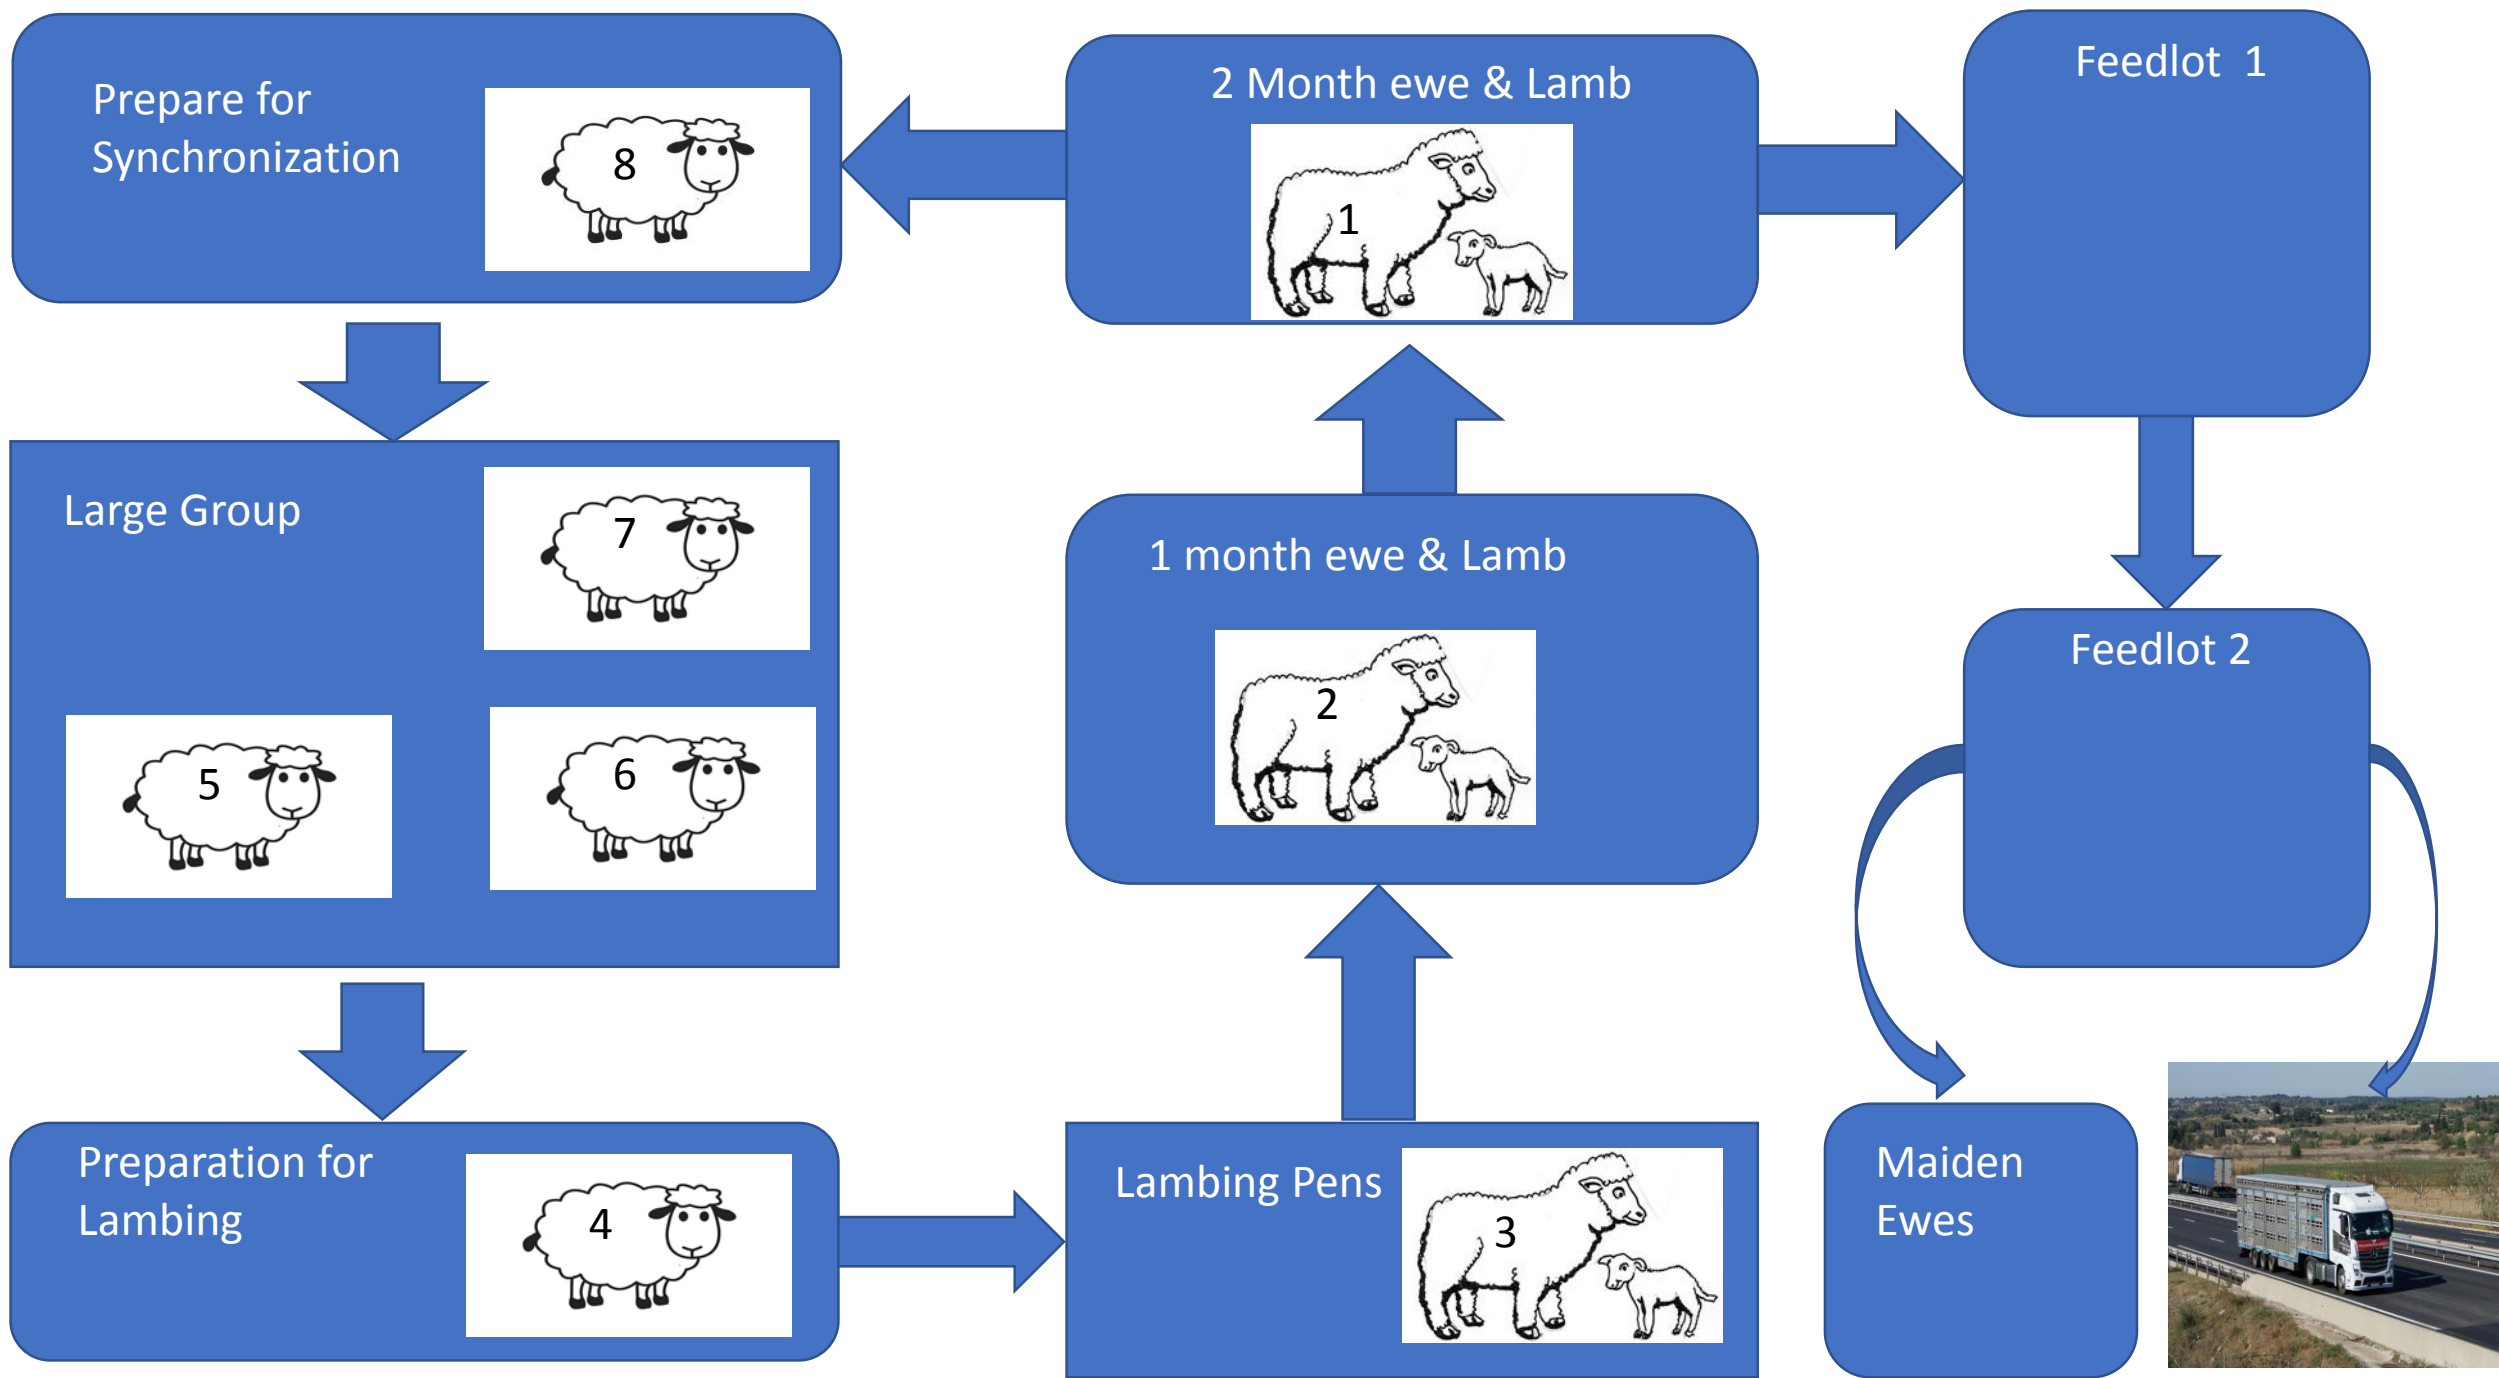 Prepare for
Synchronization
8
2 Month ewe & Lamb
1
Feedlot  1
Large Group
7
5
6
1 month ewe & Lamb
2
Feedlot 2
Preparation for
Lambing
4
Lambing Pens
3
Maiden
Ewes